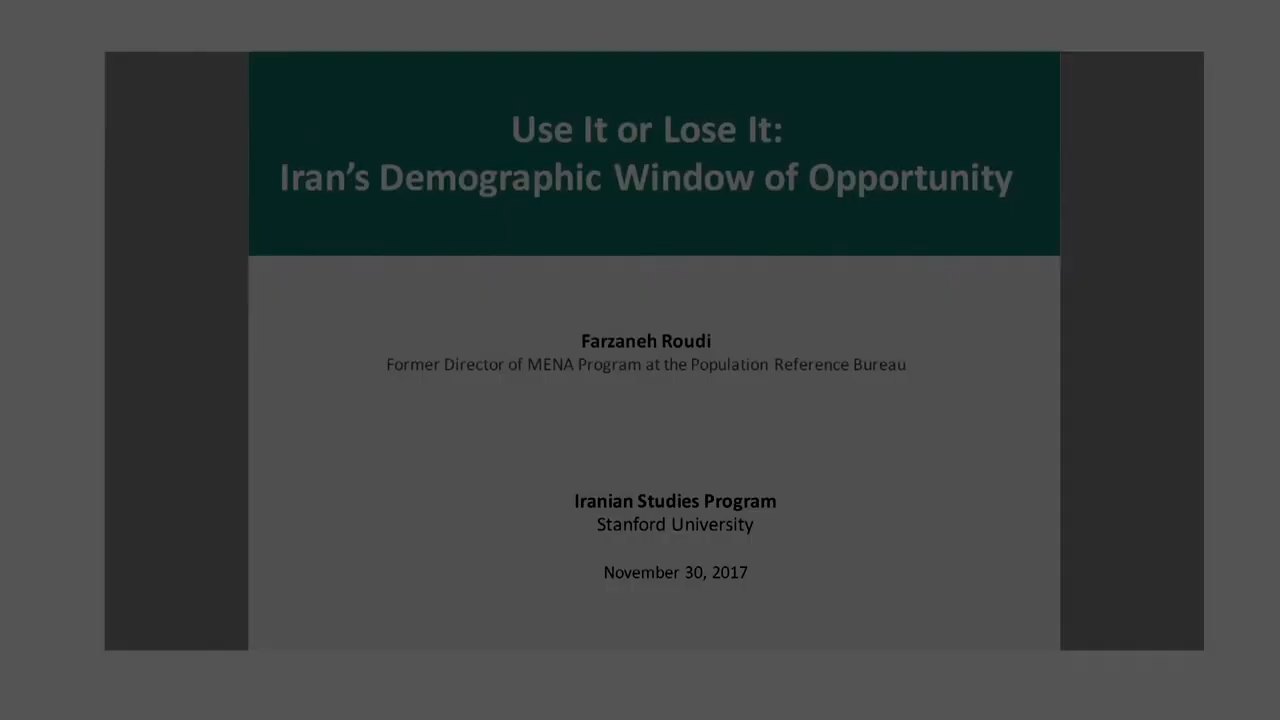 Use It or Lose It:
Iran’s Demographic Window of Opportunity
Farzaneh Roudi
Former Director of MENA Program at the Population Reference Bureau
Iranian Studies Program
Stanford University
November 30, 2017